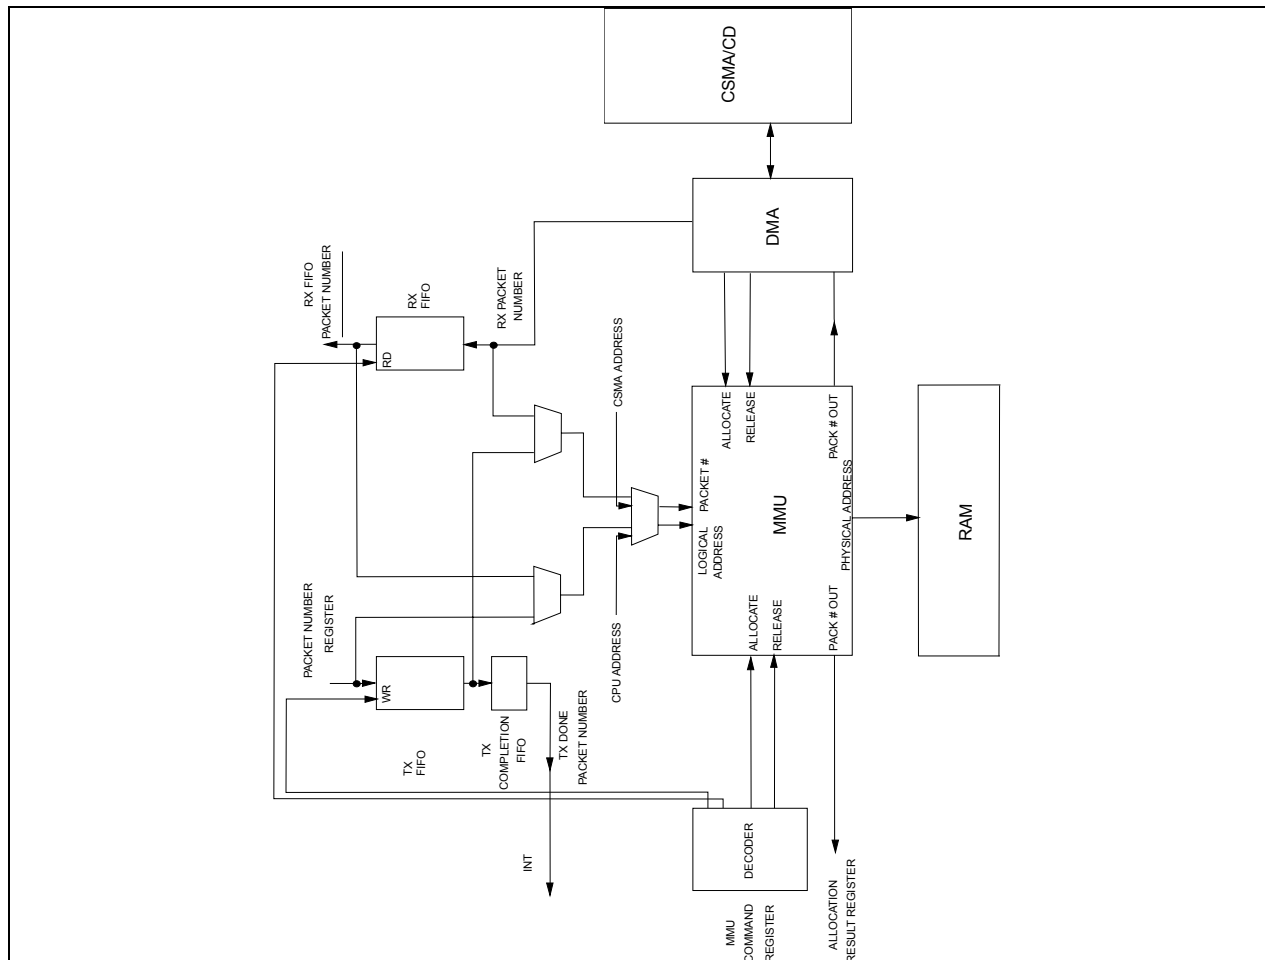 PACKET NUMBER
REGISTER
RX FIFO
PACKET NUMBER
WR
RD
TX
FIFO
RX
FIFO
TX
COMPLETION
FIFO
RX PACKET
NUMBER
INT
TX DONE
PACKET NUMBER
CPU ADDRESS
CSMA ADDRESS
LOGICAL
ADDRESS
PACKET #
ALLOCATE
RELEASE
ALLOCATE
RELEASE
MMU
COMMAND
REGISTER
DECODER
MMU
DMA
CSMA/CD
PACK # OUT
PACK # OUT
PHYSICAL ADDRESS
ALLOCATION
RESULT REGISTER
RAM